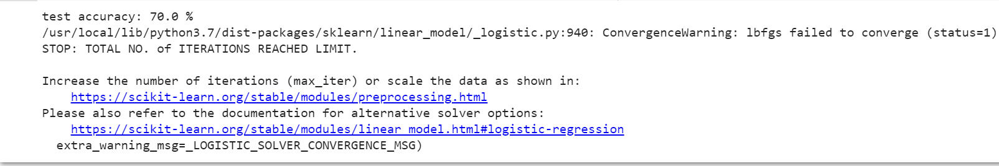 test accuracy: 70.0 %
/usr/local/lib/python3.7/dist-packages/sklearn/linear_model/_logistic.py:940: ConvergenceWarning: lbfgs failed to converge (status=1)
STOP: TOTAL NO. of ITERATIONS REACHED LIMIT.
Increase the number of iterations (max_iter) or scale the data as shown in:
https://scikit-learn.org/stable/modules/preprocessing.html
Please also refer to the documentation for alternative solver options:
https://scikit-learn.org/stable/modules/linear_model.html#logistic-regression
extra_warning_msg=_LOGISTIC_SOLVER_CONVERGENCE_MSG)